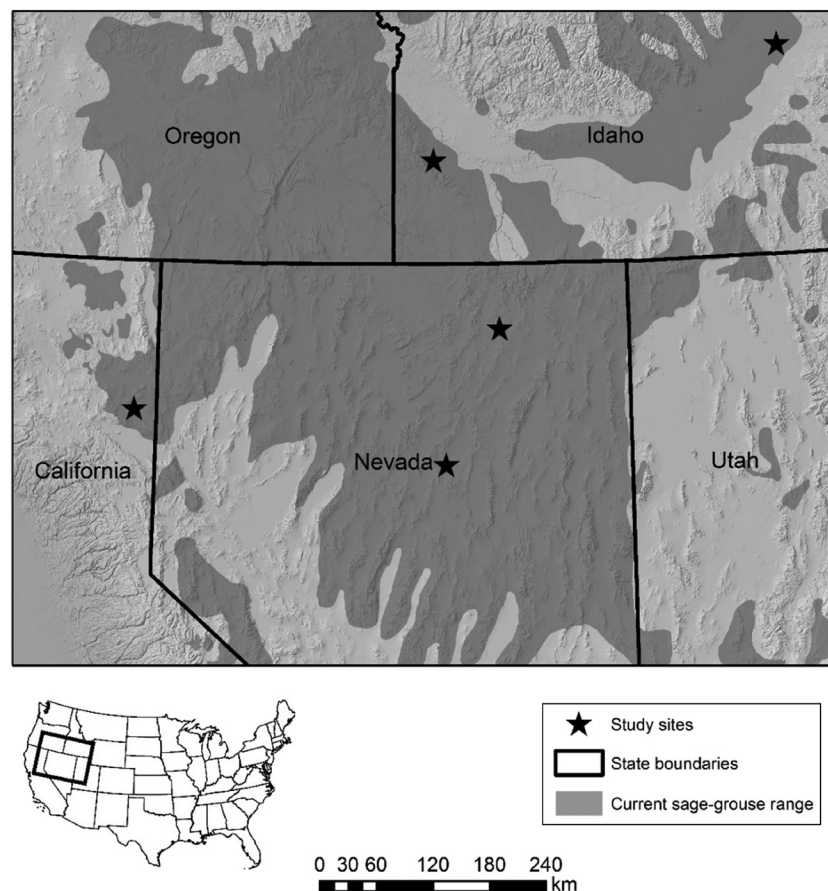 Oregon
Idaho
California
Nevada
Utah
Study sites
State boundaries
Current sage-grouse range
0 30 60 120 180 240
km